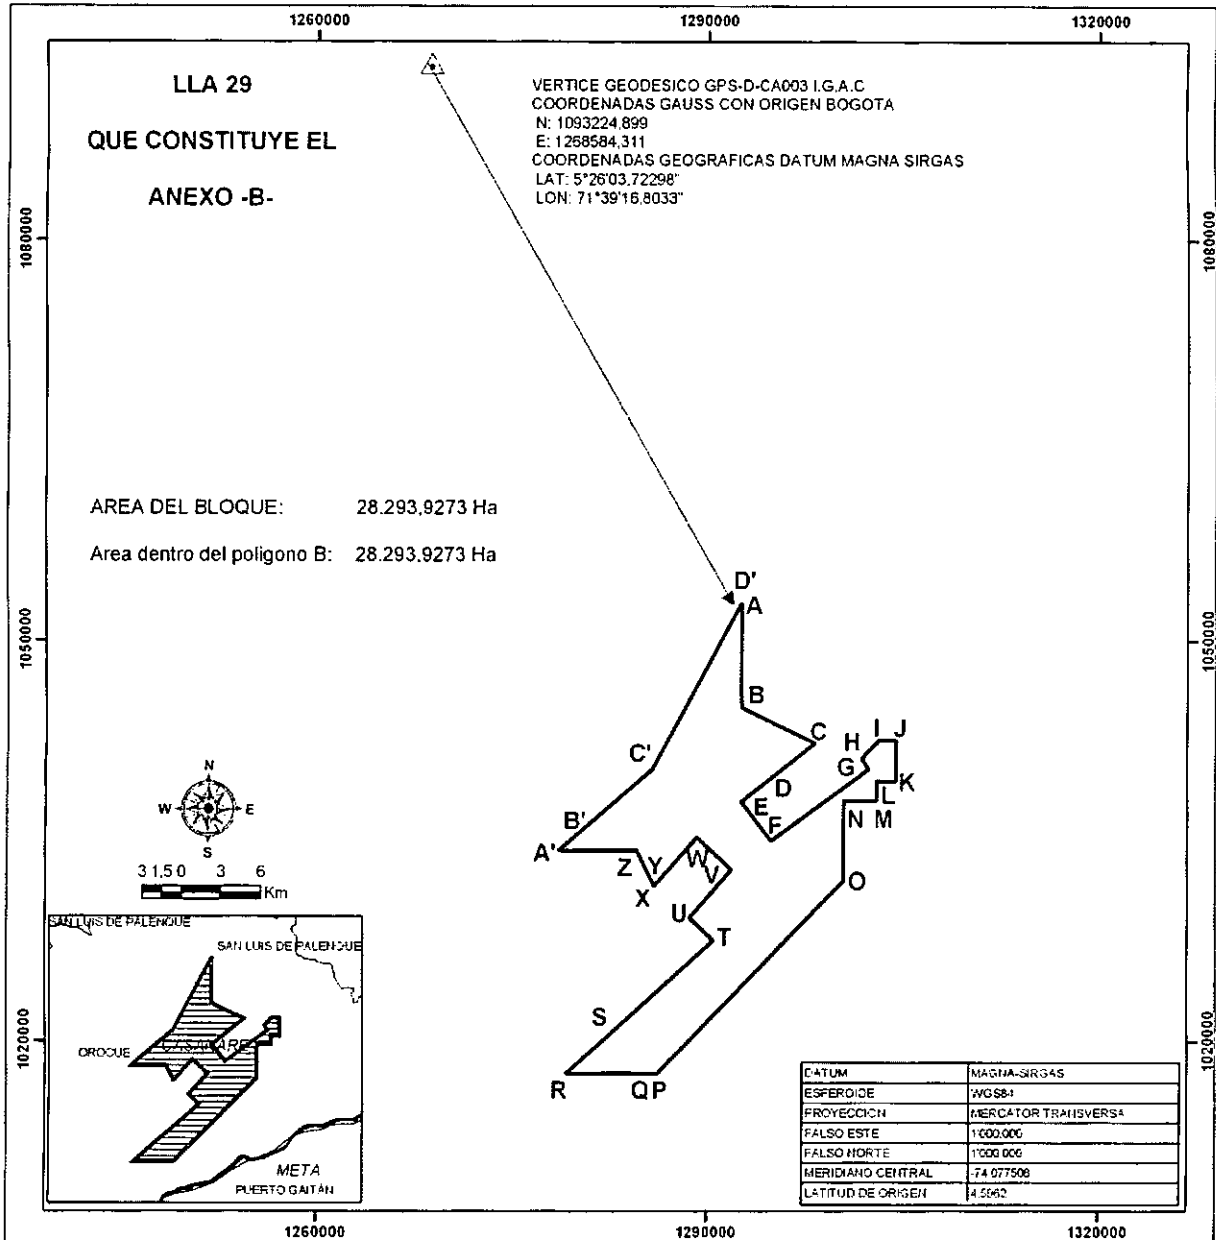 1260000 1290000 1320000
LLA 29
QUE CONSTITUYE EL
ANEXO -B-
VERTICE GEODESICO GPS-D-CA003 I.G.A.C
COORDENADAS GAUSS CON ORIGEN BOGOTA
N: 1093224,899
E: 1268584,311
COORDENADAS GEOGRAFICAS DATUM MAGNA SIRGAS
LAT: 5°26'03,72298"
LON: 71°39'16,8033"
1080000 1080000
AREA DEL BLOQUE: 28.293,9273 Ha
Area dentro del poligono B: 28.293,9273 Ha
1050000 1050000
D'
A
B
C
I J
H
C'
G
D
K
E
L
N M
F
B'
A'
Z Y
W
V
X
O
U
T
S
R Q P
N
W E
S
3 1,5 0 3 6
Km
SAN LUIS DE PALENQUE
SAN LUIS DE PALENQUE
OROCUE
CASANARE
META
PUERTO GAITÁN
1020000 1020000
DATUM MAGNA-SIRGAS
ESFEROIDE WGS84
PROYECCION MERCATOR TRANSVERSA
FALSO ESTE 1'000.000
FALSO NORTE 1'000.000
MERIDIANO CENTRAL -74.077508
LATITUD DE ORIGEN 4.5962
1260000 1290000 1320000